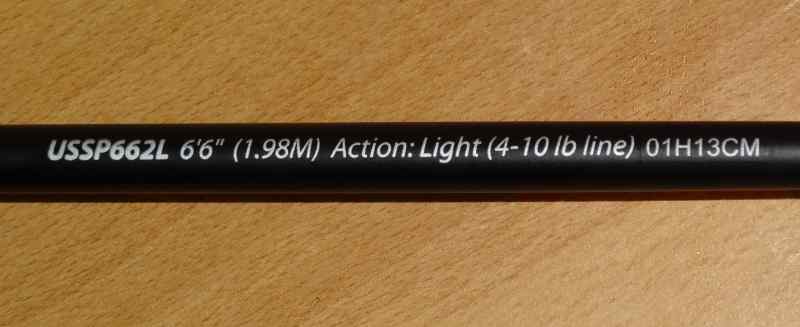 USSP662L 6'6" (1.98M) Action: Light (4-10 lb line) 01H13CM